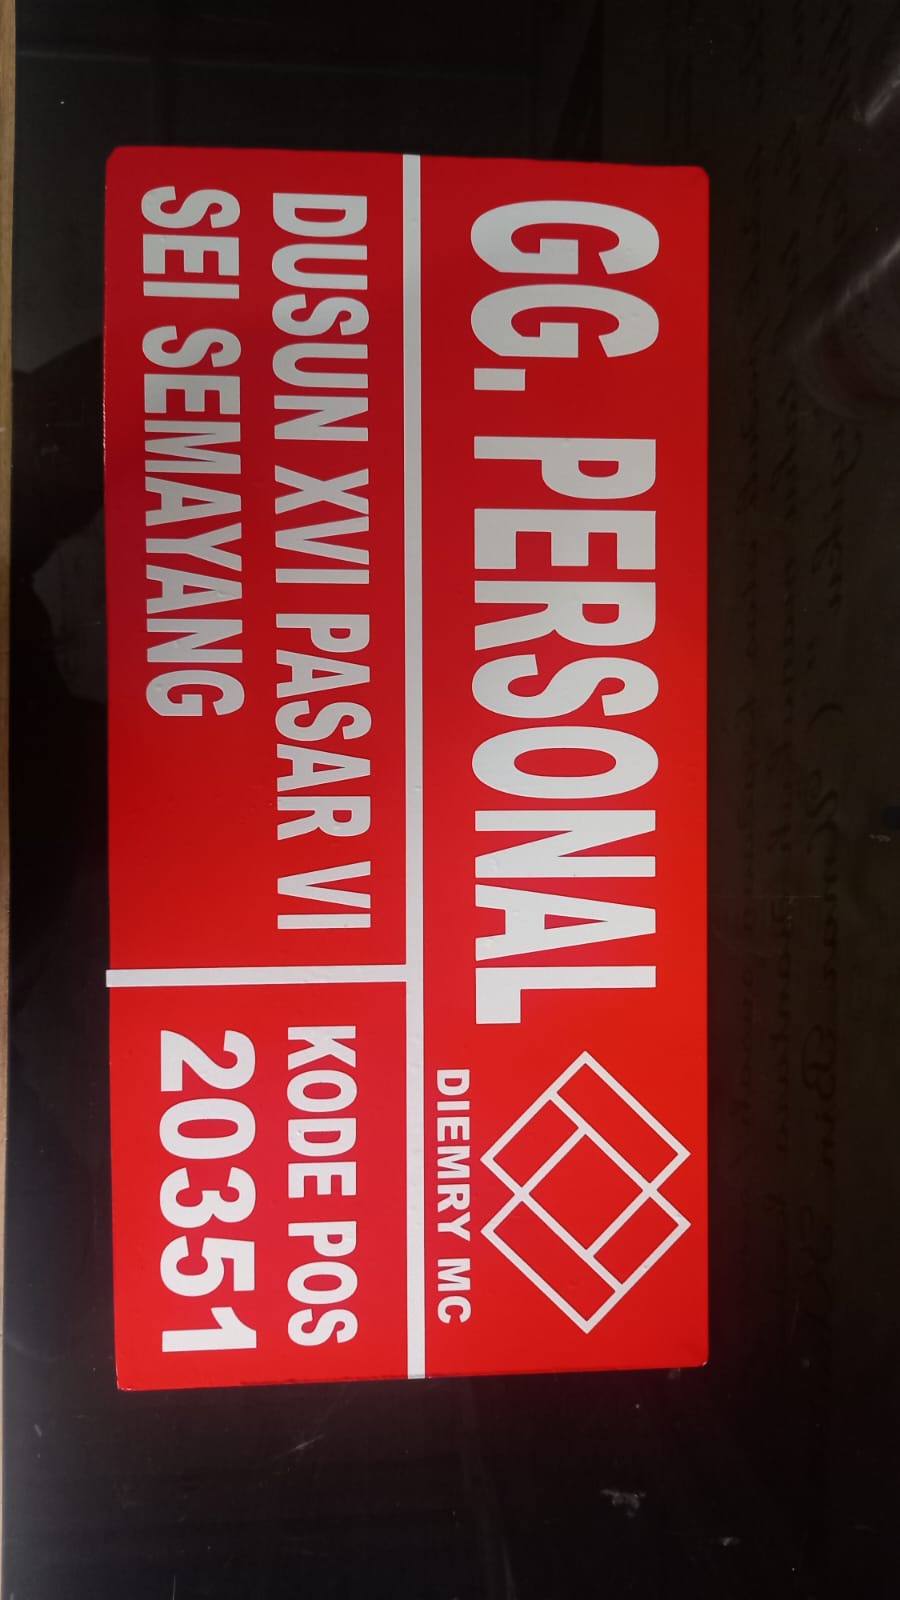 GG. PERSONAL
DIEMRY MC
DUSUN XVI PASAR VI
SEI SEMAYANG
KODE POS
20351